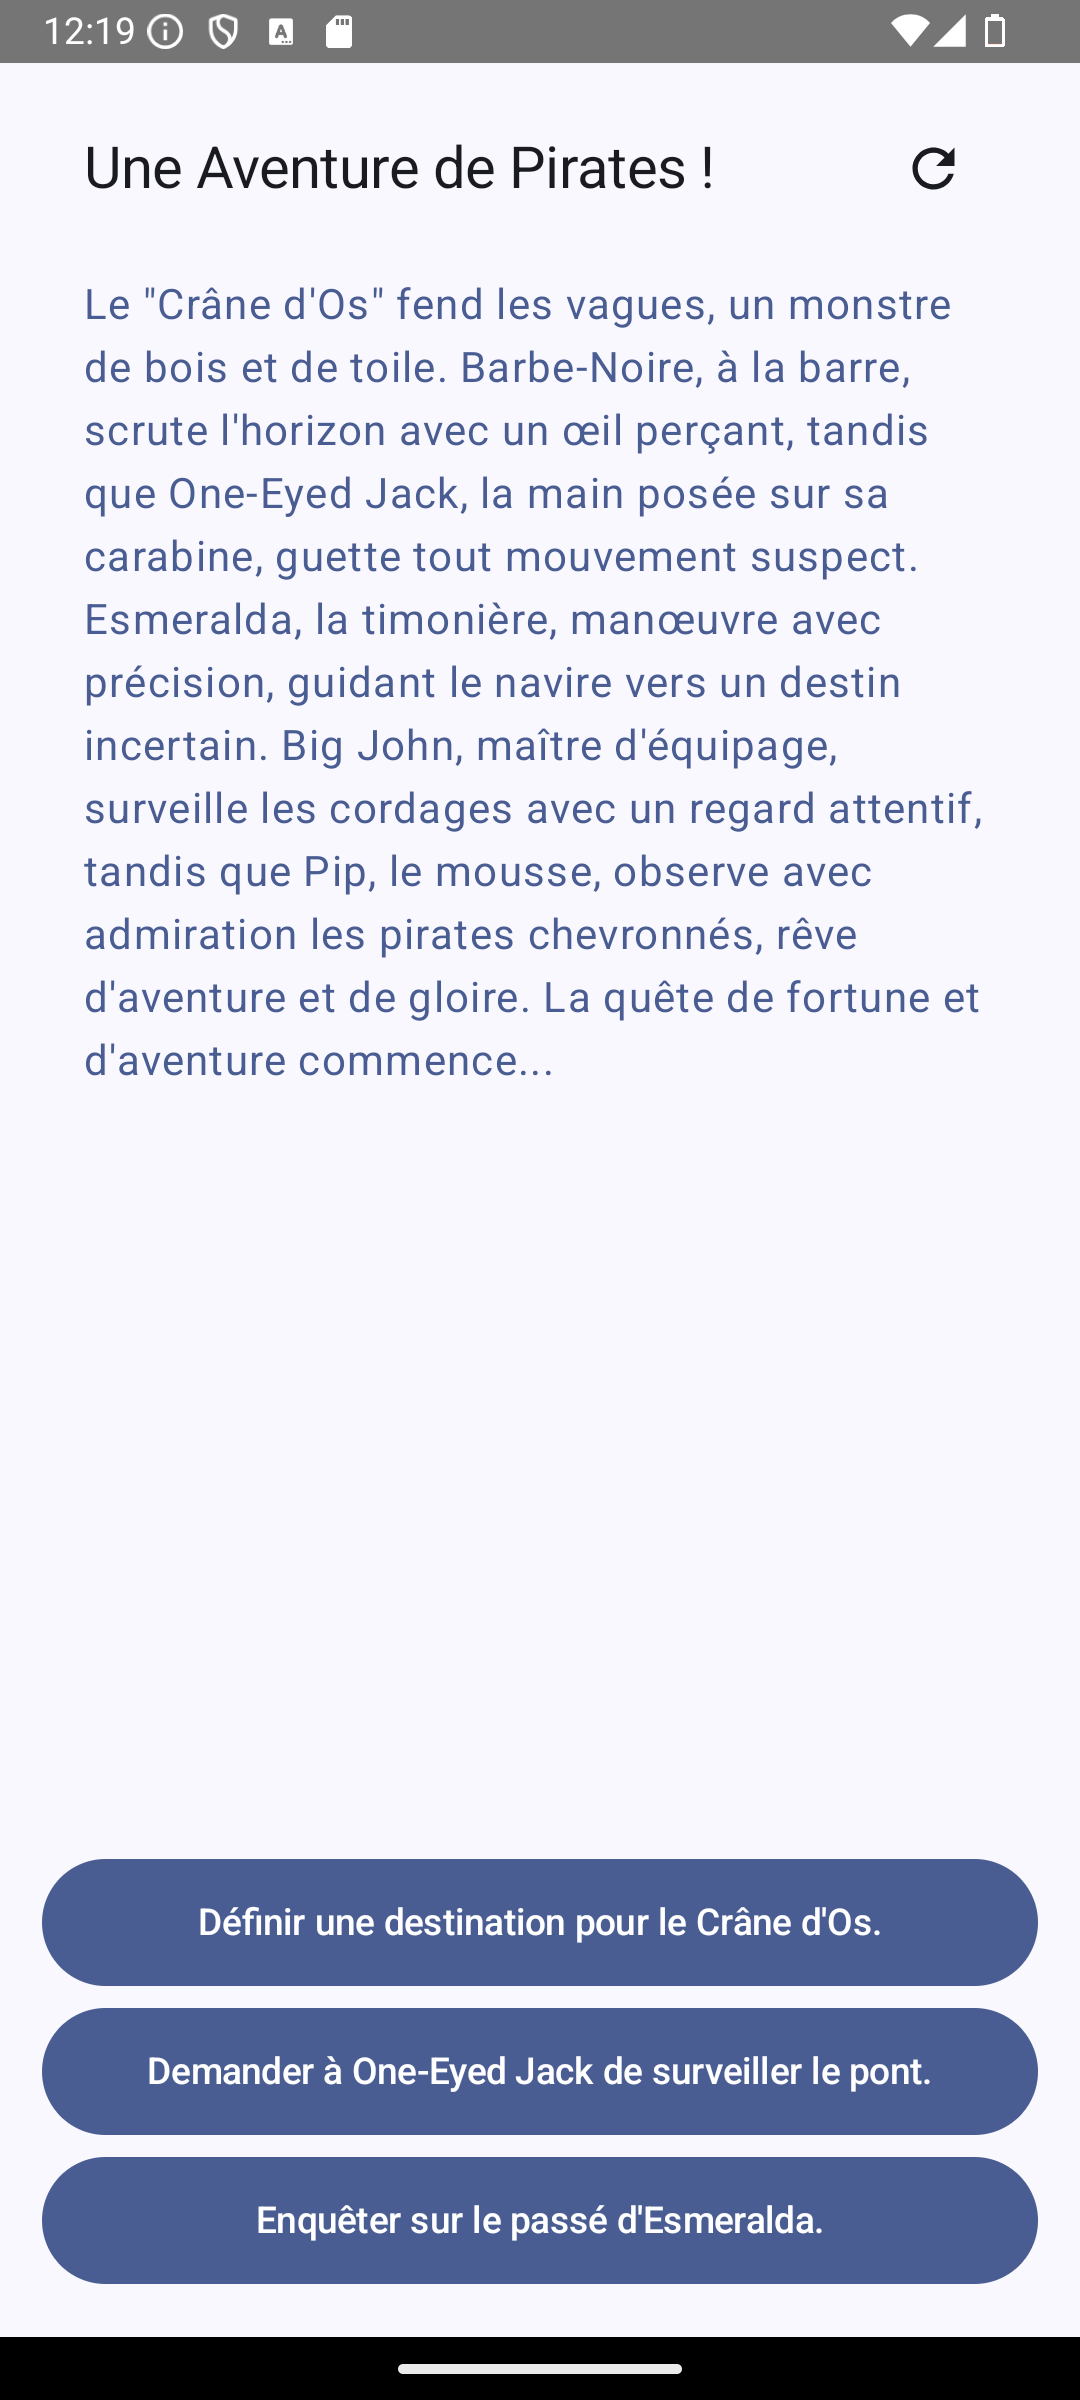 12:19
Une Aventure de Pirates !
Le "Crâne d'Os" fend les vagues, un monstre
de bois et de toile. Barbe-Noire, à la barre,
scrute l'horizon avec un œil perçant, tandis
que One-Eyed Jack, la main posée sur sa
carabine, guette tout mouvement suspect.
Esmeralda, la timonière, manœuvre avec
précision, guidant le navire vers un destin
incertain. Big John, maître d'équipage,
surveille les cordages avec un regard attentif,
tandis que Pip, le mousse, observe avec
admiration les pirates chevronnés, rêve
d'aventure et de gloire. La quête de fortune et
d'aventure commence...
Définir une destination pour le Crâne d'Os.
Demander à One-Eyed Jack de surveiller le pont.
Enquêter sur le passé d'Esmeralda.